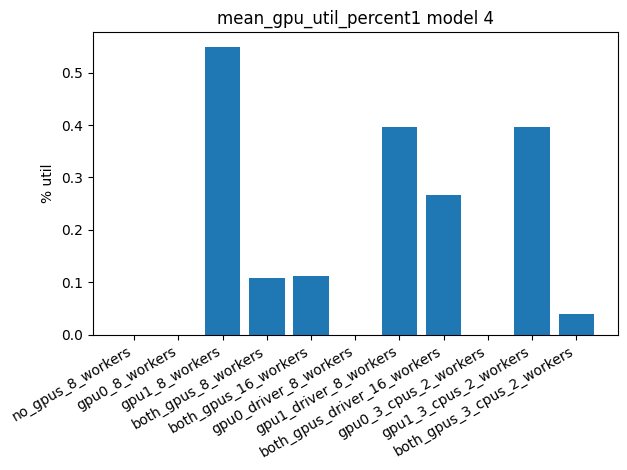 mean_gpu_util_percent1 model 4
% util
0.5
0.4
0.3
0.2
0.1
0.0
no_gpus_8_workers
gpu0_8_workers
gpu1_8_workers
both_gpus_8_workers
both_gpus_16_workers
gpu0_driver_8_workers
gpu1_driver_8_workers
both_gpus_driver_16_workers
gpu0_3_cpus_2_workers
gpu1_3_cpus_2_workers
both_gpus_3_cpus_2_workers